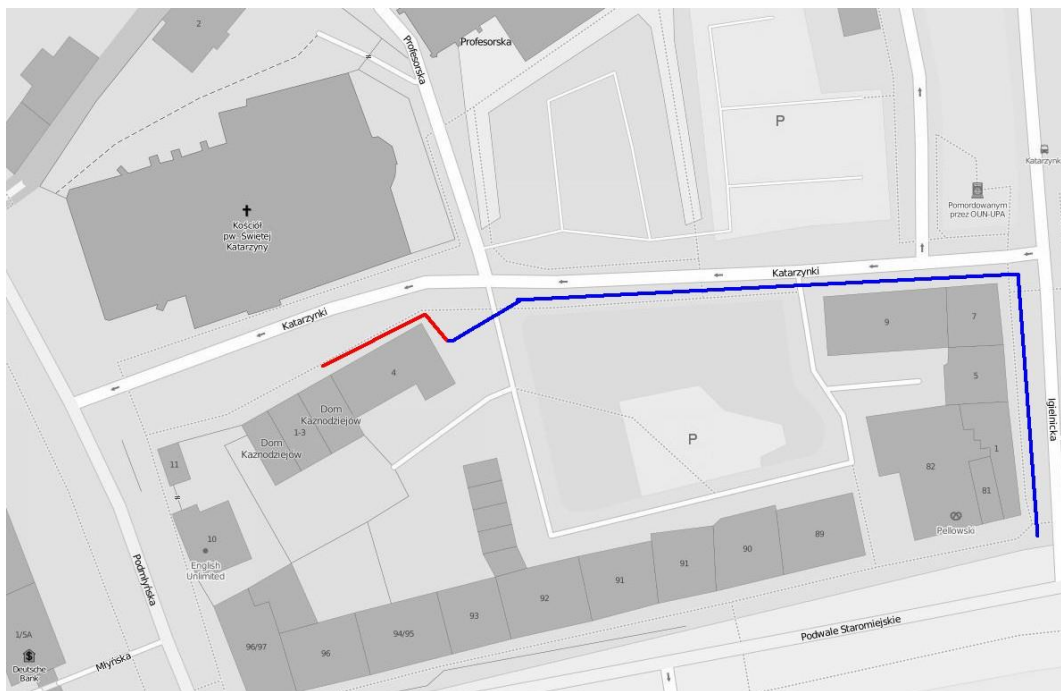 2
Profesorska
Profesorska
P
Kościół
pw. Świętej
Katarzyny
Katarzynk
Pomordowanym
przez OUN-UPA
Katarzynki
Katarzynki
9
7
5
4
Dom
Kaznodziejów
1-3
Dom
Kaznodziejów
Igielnicka
P
11
82
1
81
Pellowski
10
English
Unlimited
89
90
91
91
92
93
94/95
96
96/97
Podmłyńska
Podwale Staromiejskie
1/5A
Młyńska
Deutsche
Bank